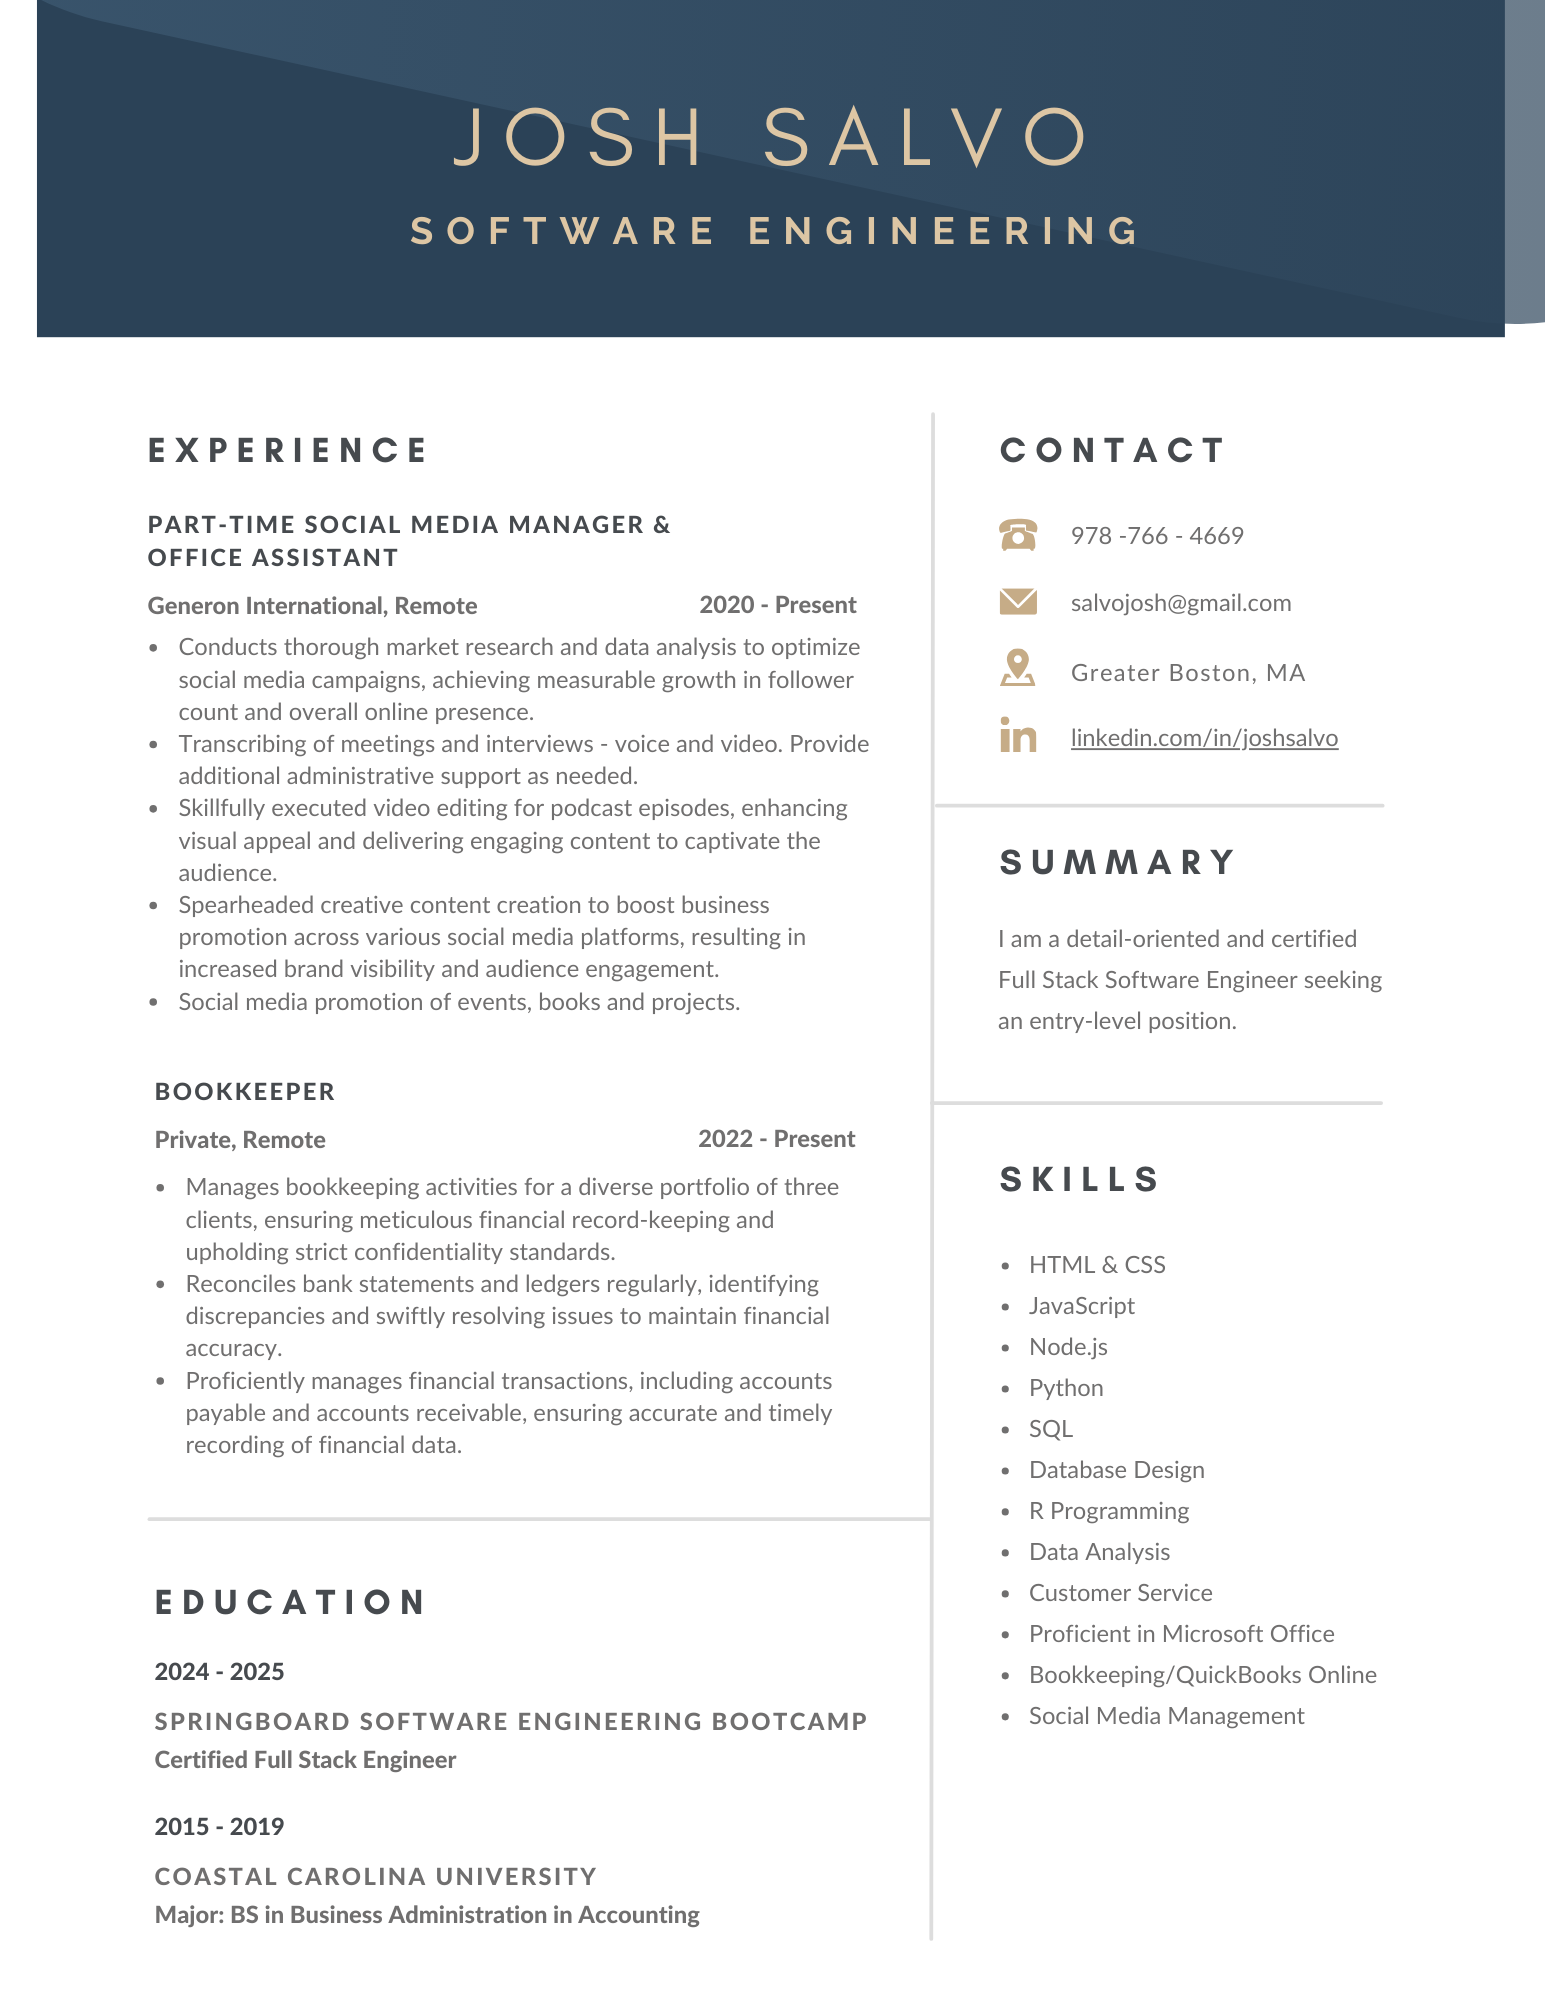 JOSH SALVO
SOFTWARE ENGINEERING
EXPERIENCE
PART-TIME SOCIAL MEDIA MANAGER &
OFFICE ASSISTANT
Generon International, Remote 2020 - Present
• Conducts thorough market research and data analysis to optimize
social media campaigns, achieving measurable growth in follower
count and overall online presence.
• Transcribing of meetings and interviews - voice and video. Provide
additional administrative support as needed.
• Skillfully executed video editing for podcast episodes, enhancing
visual appeal and delivering engaging content to captivate the
audience.
• Spearheaded creative content creation to boost business
promotion across various social media platforms, resulting in
increased brand visibility and audience engagement.
• Social media promotion of events, books and projects.
BOOKKEEPER
Private, Remote 2022 - Present
• Manages bookkeeping activities for a diverse portfolio of three
clients, ensuring meticulous financial record-keeping and
upholding strict confidentiality standards.
• Reconciles bank statements and ledgers regularly, identifying
discrepancies and swiftly resolving issues to maintain financial
accuracy.
• Proficiently manages financial transactions, including accounts
payable and accounts receivable, ensuring accurate and timely
recording of financial data.
EDUCATION
2024 - 2025
SPRINGBOARD SOFTWARE ENGINEERING BOOTCAMP
Certified Full Stack Engineer
2015 - 2019
COASTAL CAROLINA UNIVERSITY
Major: BS in Business Administration in Accounting
CONTACT
978 -766 - 4669
salvojosh@gmail.com
Greater Boston, MA
linkedin.com/in/joshsalvo
SUMMARY
I am a detail-oriented and certified
Full Stack Software Engineer seeking
an entry-level position.
SKILLS
• HTML & CSS
• JavaScript
• Node.js
• Python
• SQL
• Database Design
• R Programming
• Data Analysis
• Customer Service
• Proficient in Microsoft Office
• Bookkeeping/QuickBooks Online
• Social Media Management